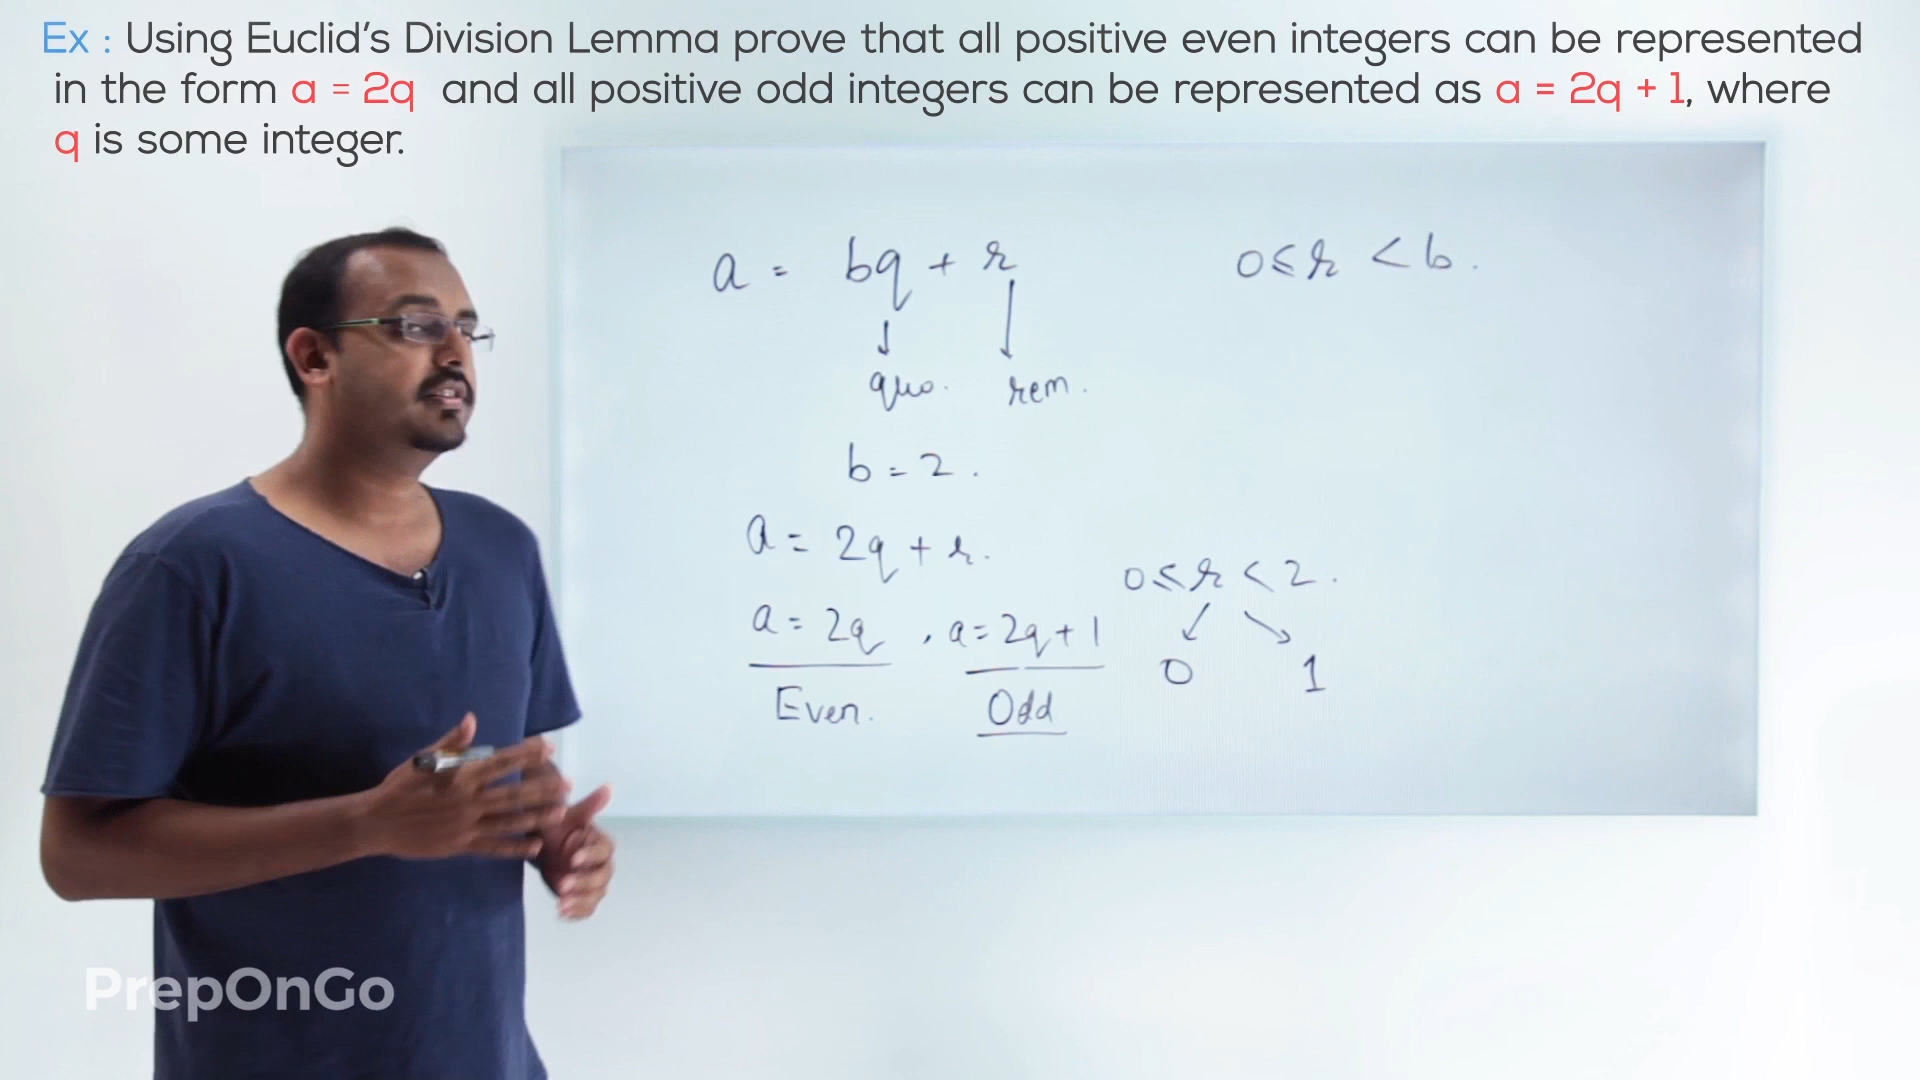 Ex : Using Euclid's Division Lemma prove that all positive even integers can be represented
in the form a = 2q and all positive odd integers can be represented as a = 2q + 1, where
q is some integer.
a = bq + r 0 ≤ r < b.
quo. rem.
b = 2.
a = 2q + r.
0 ≤ r < 2.
a = 2q, a = 2q + 1
0 1
Even. Odd
PrepOnGo